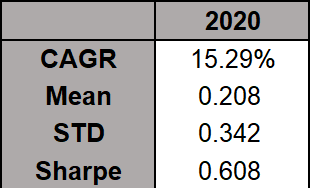 2020
CAGR 15.29%
Mean 0.208
STD 0.342
Sharpe 0.608